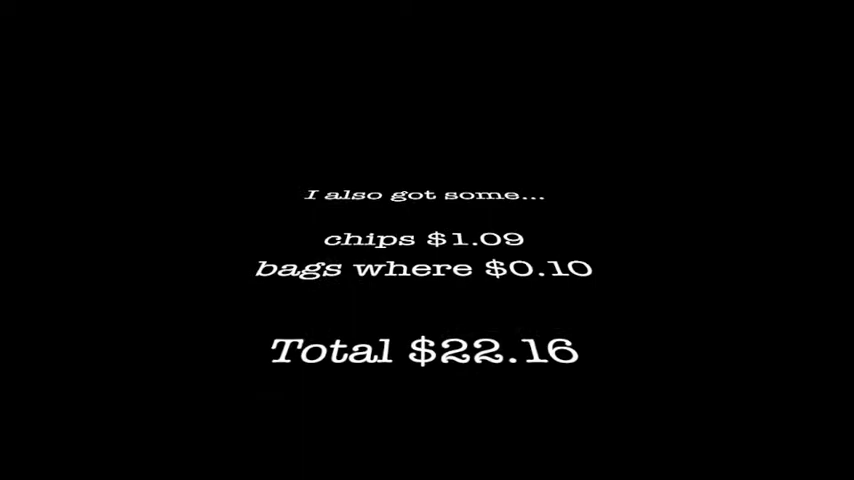 I also got some...
chips $1.09
bags where $0.10
Total $22.16